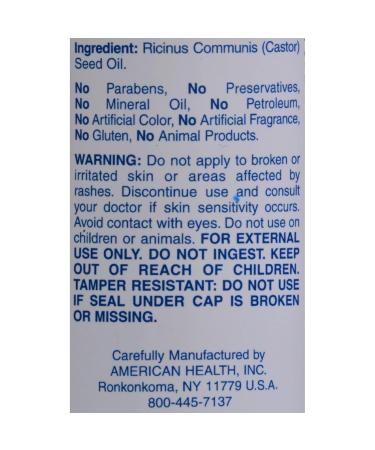 Ingredient: Ricinus Communis (Castor)
Seed Oil.
No Parabens, No Preservatives,
No Mineral Oil, No Petroleum,
No Artificial Color, No Artificial Fragrance,
No Gluten, No Animal Products.
WARNING: Do not apply to broken or
irritated skin or areas affected by
rashes. Discontinue use and consult
your doctor if skin sensitivity occurs.
Avoid contact with eyes. Do not use on
children or animals. FOR EXTERNAL
USE ONLY. DO NOT INGEST. KEEP
OUT OF REACH OF CHILDREN.
TAMPER RESISTANT: DO NOT USE
IF SEAL UNDER CAP IS BROKEN
OR MISSING.
Carefully Manufactured by
AMERICAN HEALTH, INC.
Ronkonkoma, NY 11779 U.S.A.
800-445-7137